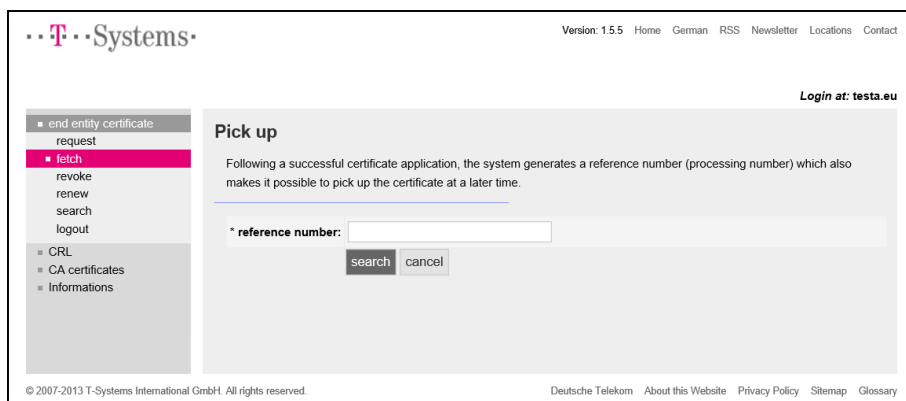 ··T··Systems·
Version: 1.5.5 Home German RSS Newsletter Locations Contact
Login at: testa.eu
end entity certificate
request
fetch
revoke
renew
search
logout
CRL
CA certificates
Informations
Pick up
Following a successful certificate application, the system generates a reference number (processing number) which also
makes it possible to pick up the certificate at a later time.
* reference number:
search cancel
© 2007-2013 T-Systems International GmbH. All rights reserved.
Deutsche Telekom About this Website Privacy Policy Sitemap Glossary